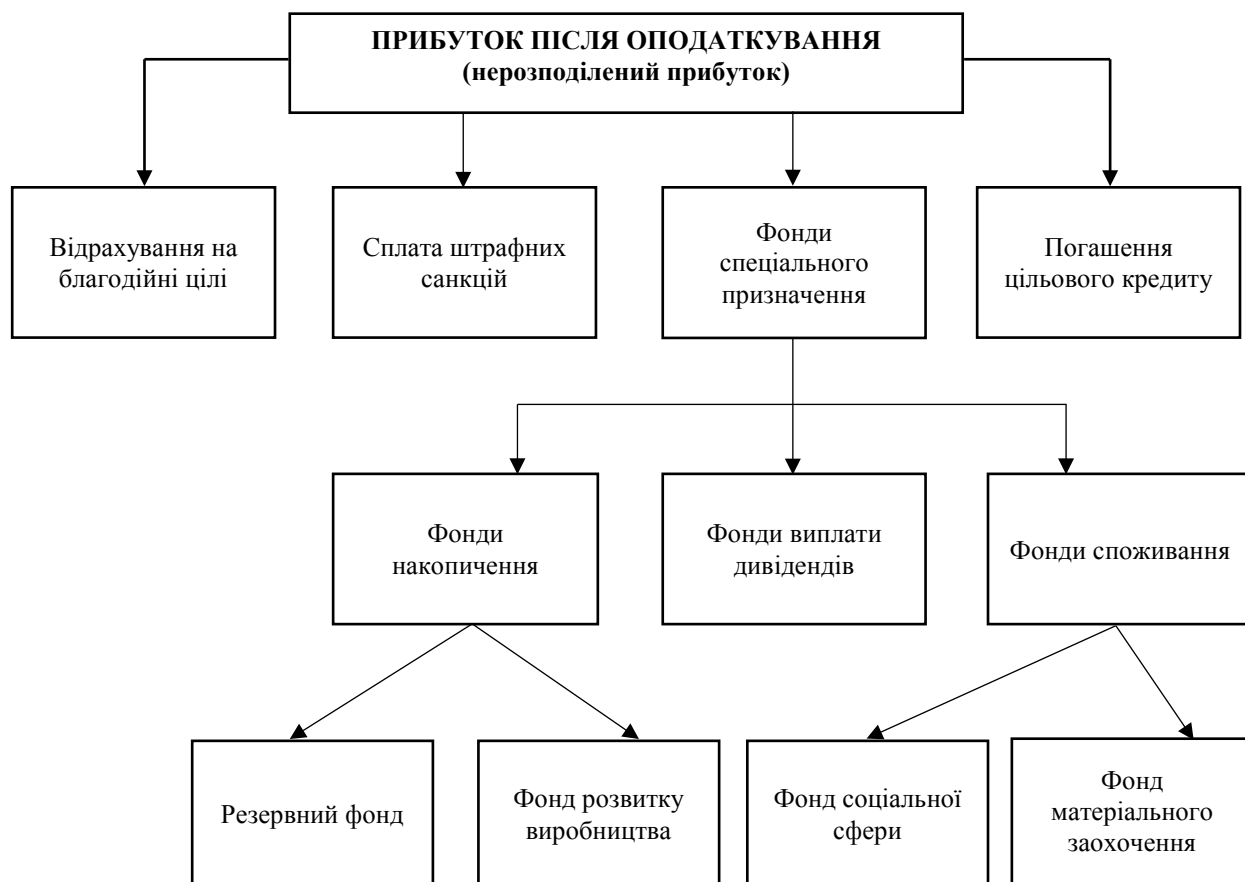 ПРИБУТОК ПІСЛЯ ОПОДАТКУВАННЯ
(нерозподілений прибуток)
Відрахування на
благодійні цілі
Сплата штрафних
санкцій
Фонди
спеціального
призначення
Погашення
цільового кредиту
Фонди
накопичення
Фонди виплати
дивідендів
Фонди споживання
Резервний фонд
Фонд розвитку
виробництва
Фонд соціальної
сфери
Фонд
матеріального
заохочення